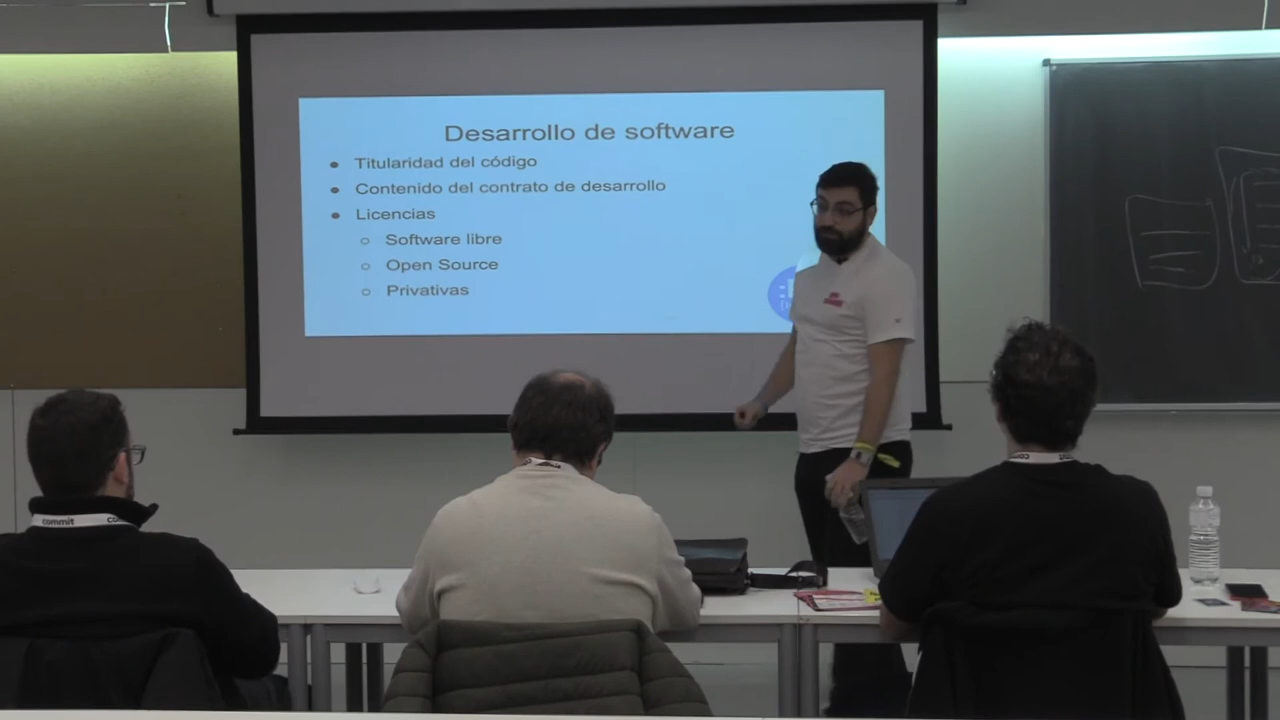 Desarrollo de software
● Titularidad del código
● Contenido del contrato de desarrollo
● Licencias
○ Software libre
○ Open Source
○ Privativas
commit